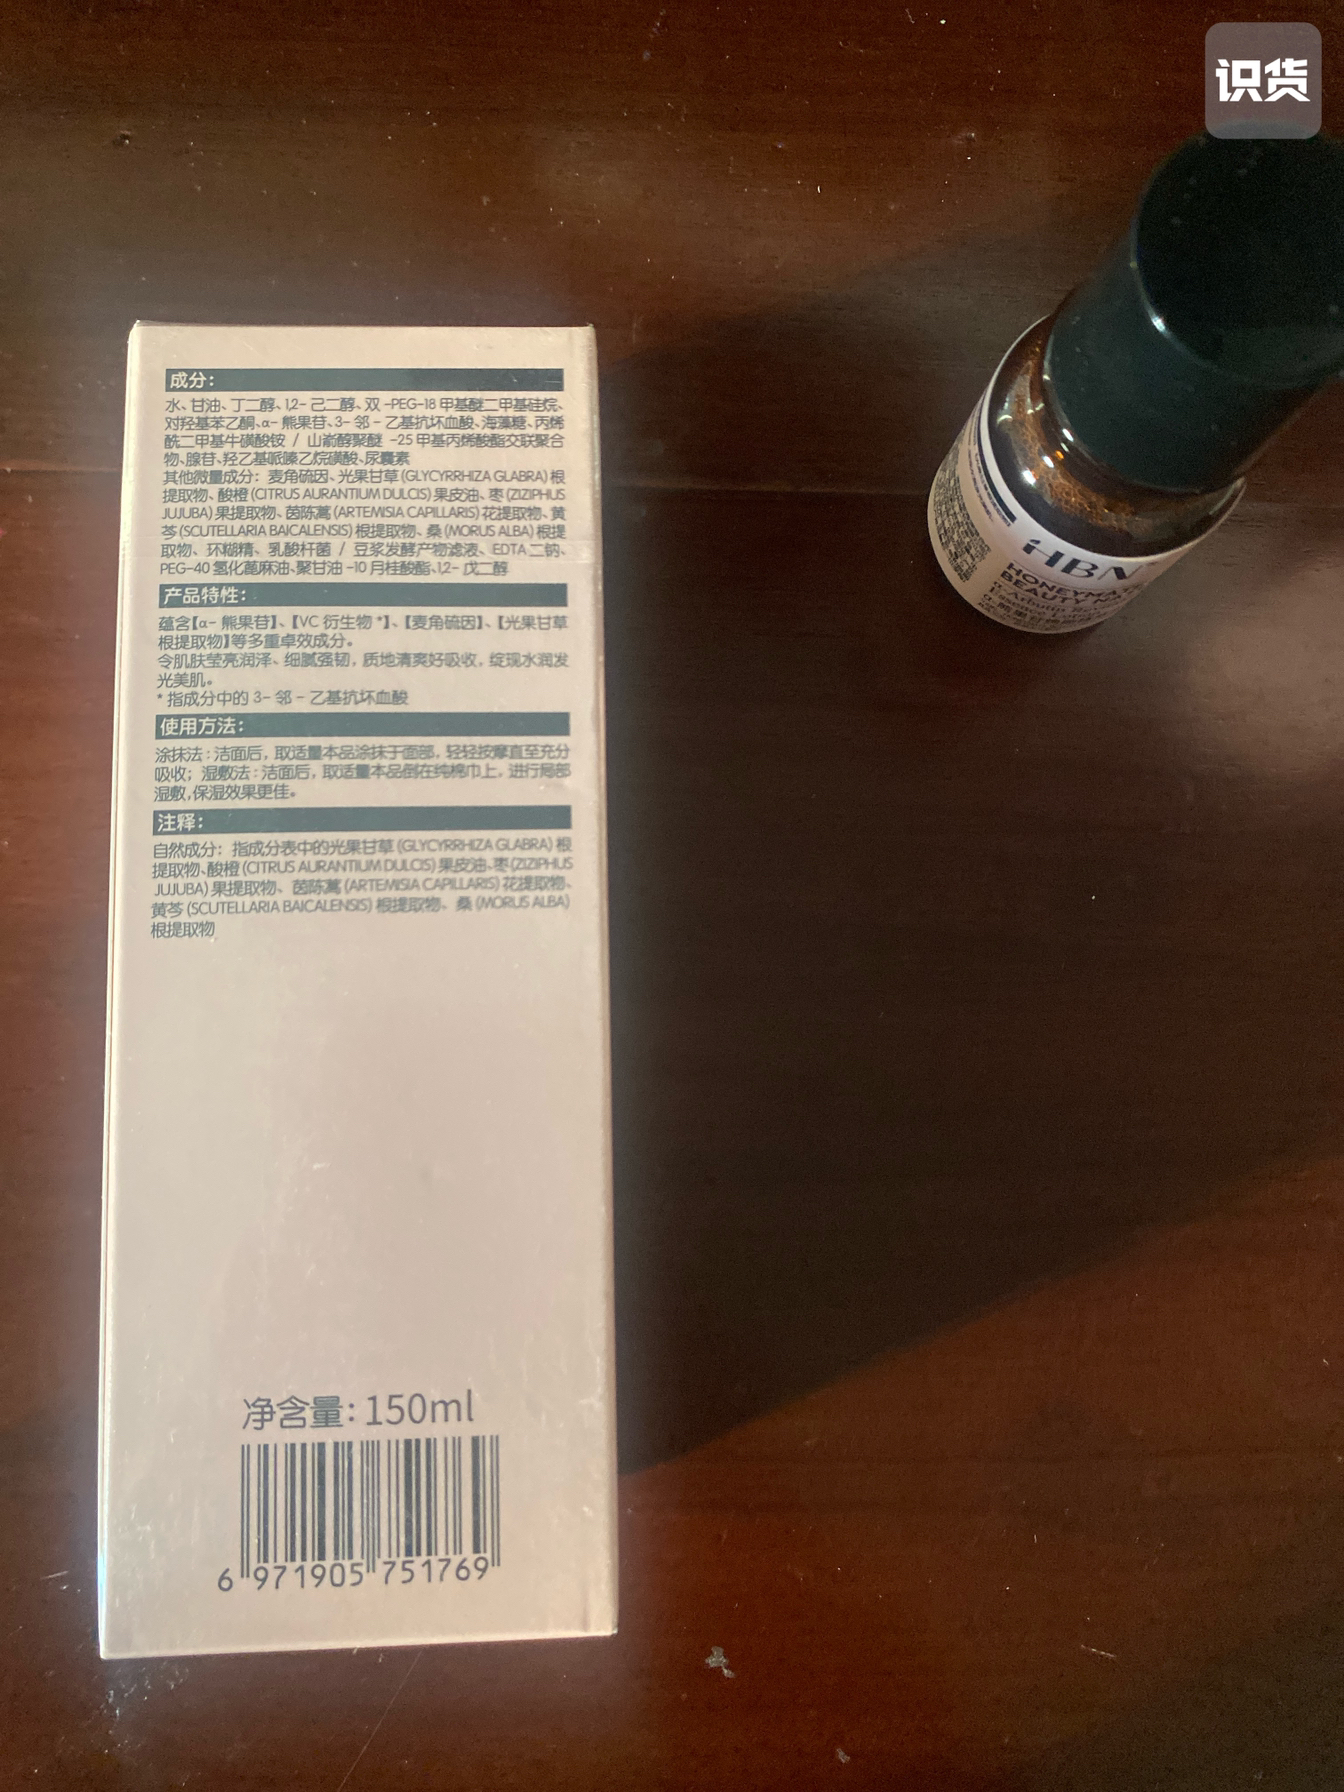 识货
成分：
水、甘油、丁二醇、1,2-己二醇、双-PEG-18 甲基醚二甲基硅烷、
对羟基苯乙酮、α-熊果苷、3-邻-乙基抗坏血酸、海藻糖、丙烯
酰二甲基牛磺酸铵 / 山嵛醇聚醚-25 甲基丙烯酸酯交联聚合
物、腺苷、羟乙基哌嗪乙烷磺酸、尿囊素
其他微量成分：麦角硫因、光果甘草(GLYCYRRHIZA GLABRA)根
提取物、酸橙(CITRUS AURANTIUM DULCIS)果皮油、枣(ZIZIPHUS
JUJUBA)果提取物、茵陈蒿(ARTEMISIA CAPILLARIS)花提取物、黄
芩(SCUTELLARIA BAICALENSIS)根提取物、桑(MORUS ALBA)根提
取物、环糊精、乳酸杆菌 / 豆浆发酵产物滤液、EDTA 二钠、
PEG-40 氢化蓖麻油、聚甘油-10 月桂酸酯、1,2-戊二醇
产品特性：
蕴含【α-熊果苷】、【VC 衍生物*】、【麦角硫因】、【光果甘草
根提取物】等多重卓效成分。
令肌肤莹亮润泽、细腻强韧，质地清爽好吸收，绽现水润发
光美肌。
* 指成分中的 3-邻-乙基抗坏血酸
使用方法：
涂抹法：洁面后，取适量本品涂抹于面部，轻轻按摩直至充分
吸收；湿敷法：洁面后，取适量本品倒在纯棉巾上，进行局部
湿敷，保湿效果更佳。
注释：
自然成分：指成分表中的光果甘草(GLYCYRRHIZA GLABRA)根
提取物、酸橙(CITRUS AURANTIUM DULCIS)果皮油、枣(ZIZIPHUS
JUJUBA)果提取物、茵陈蒿(ARTEMISIA CAPILLARIS)花提取物、
黄芩(SCUTELLARIA BAICALENSIS)根提取物、桑(MORUS ALBA)
根提取物
净含量：150ml
6 971905 751769
HBN
HONEYMA
BEAUTY
α-Arbutin
Essence